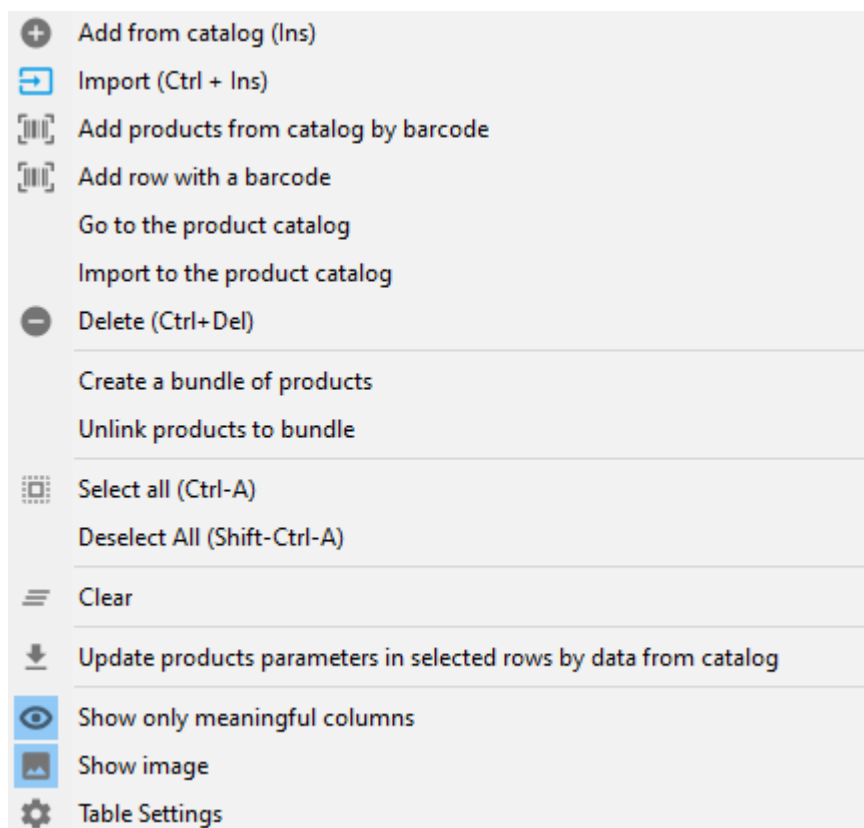 Add from catalog (Ins)
Import (Ctrl + Ins)
Add products from catalog by barcode
Add row with a barcode
Go to the product catalog
Import to the product catalog
Delete (Ctrl+Del)
Create a bundle of products
Unlink products to bundle
Select all (Ctrl-A)
Deselect All (Shift-Ctrl-A)
Clear
Update products parameters in selected rows by data from catalog
Show only meaningful columns
Show image
Table Settings